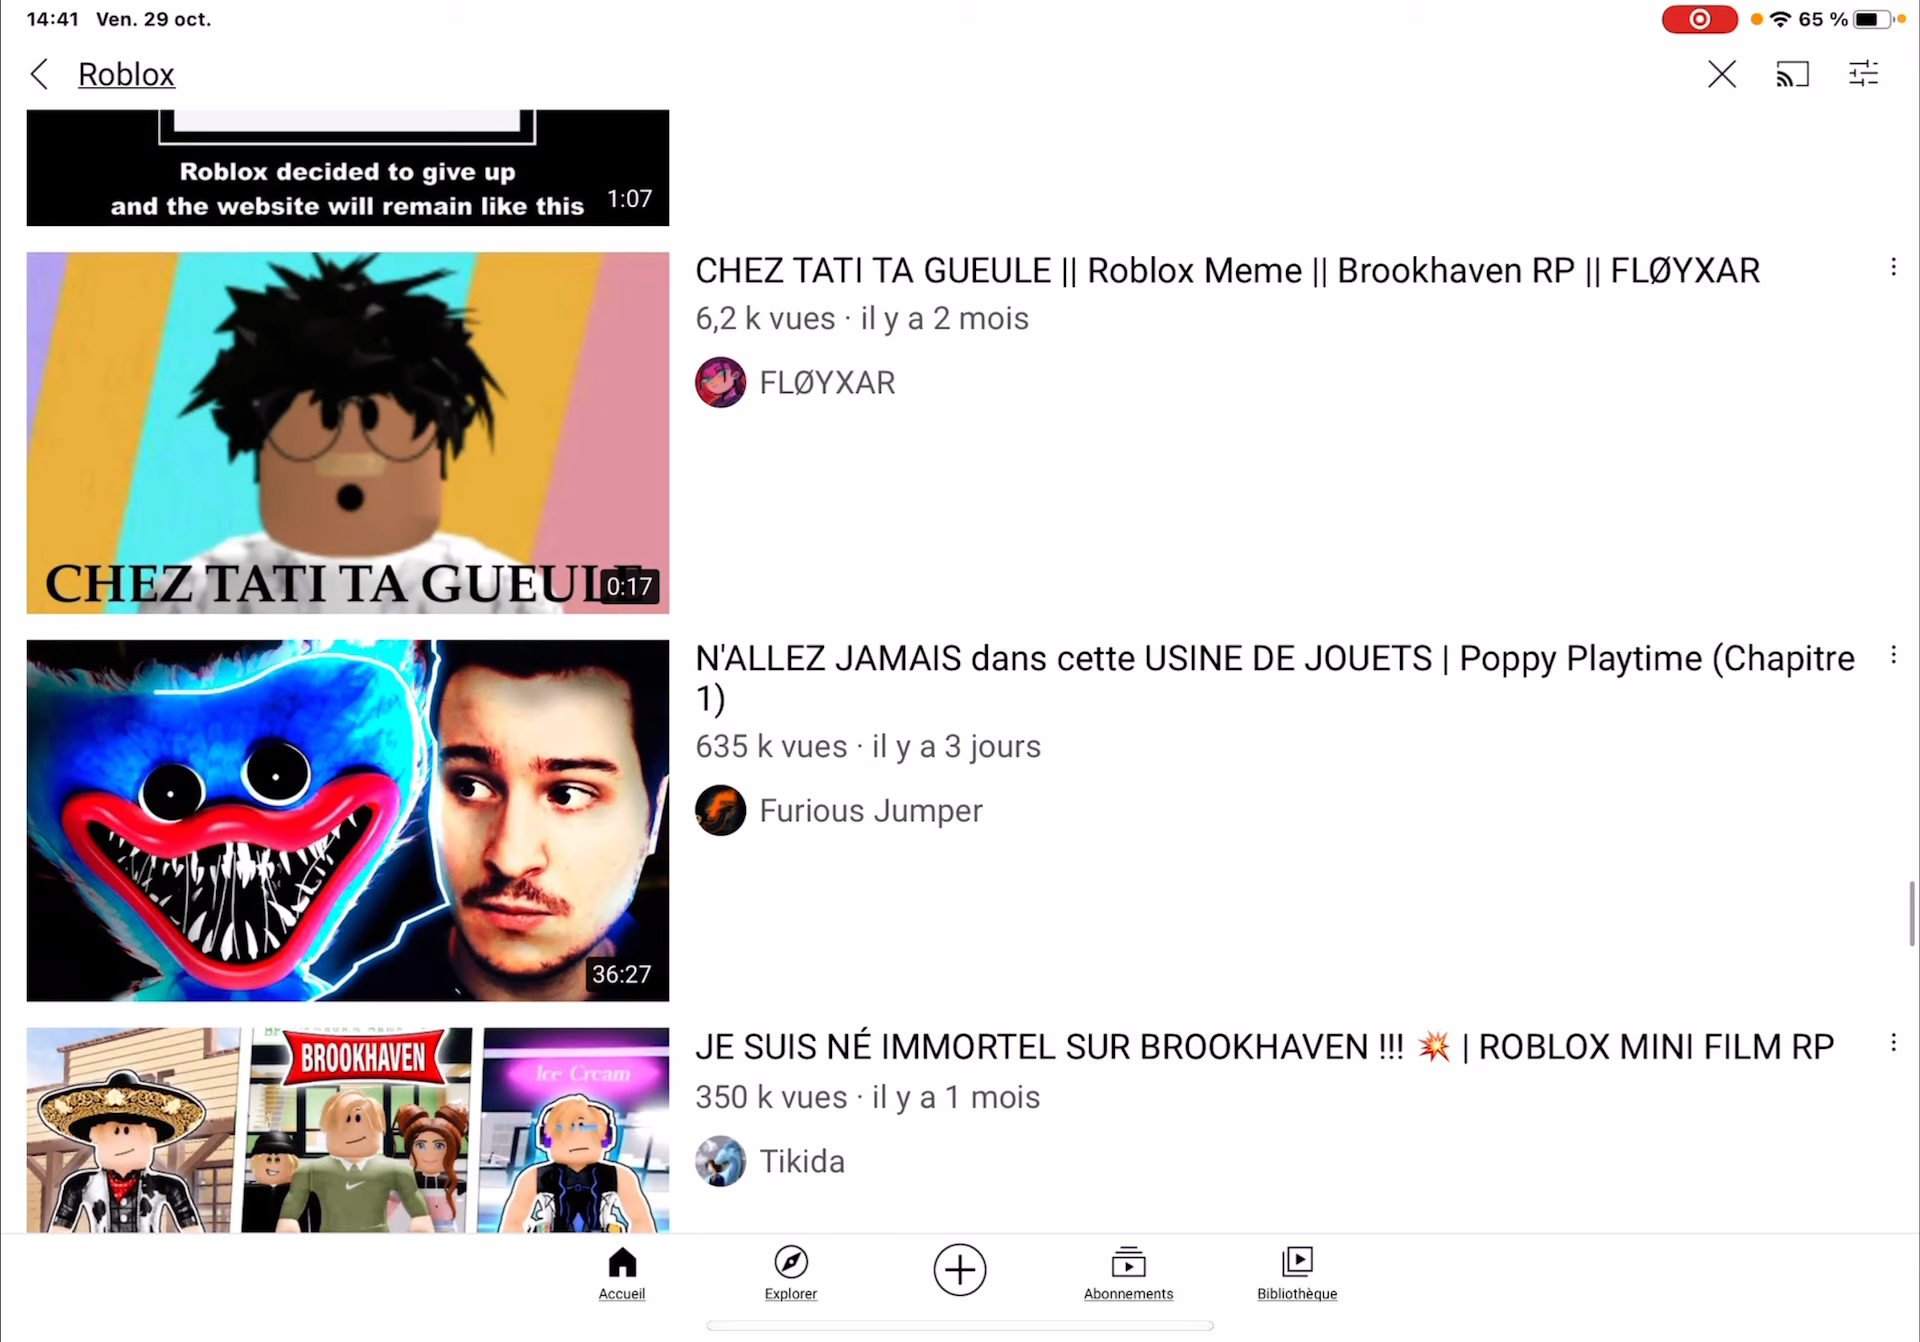 14:41 Ven. 29 oct.
65 %
Roblox
Roblox decided to give up
and the website will remain like this
1:07
CHEZ TATI TA GUEULE || Roblox Meme || Brookhaven RP || FLØYXAR
6,2 k vues · il y a 2 mois
FLØYXAR
CHEZ TATI TA GUEULE
0:17
N'ALLEZ JAMAIS dans cette USINE DE JOUETS | Poppy Playtime (Chapitre
1)
635 k vues · il y a 3 jours
Furious Jumper
36:27
BROOKHAVEN
Ice Cream
JE SUIS NÉ IMMORTEL SUR BROOKHAVEN !!! 💥 | ROBLOX MINI FILM RP
350 k vues · il y a 1 mois
Tikida
Accueil
Explorer
Abonnements
Bibliothèque